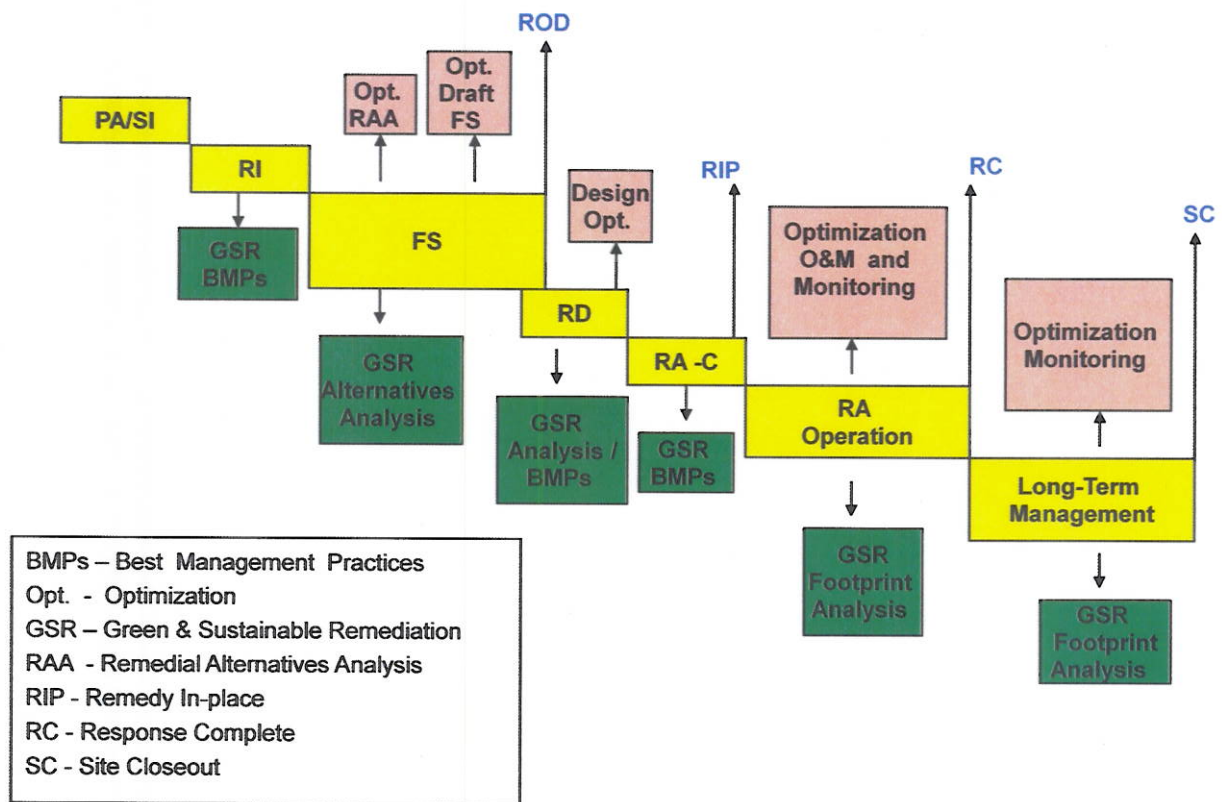 ROD
Opt.
RAA
Opt.
Draft
FS
PA/SI
RI
GSR
BMPs
FS
Design
Opt.
RIP
RC
SC
Optimization
O&M and
Monitoring
Optimization
Monitoring
RD
RA -C
GSR
Alternatives
Analysis
GSR
Analysis /
BMPs
GSR
BMPs
RA
Operation
Long-Term
Management
GSR
Footprint
Analysis
GSR
Footprint
Analysis
BMPs – Best Management Practices
Opt. - Optimization
GSR – Green & Sustainable Remediation
RAA - Remedial Alternatives Analysis
RIP - Remedy In-place
RC - Response Complete
SC - Site Closeout